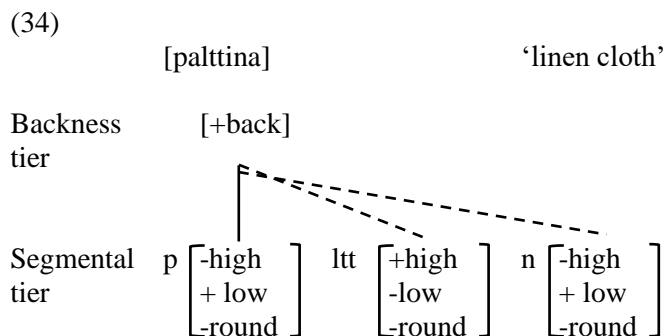 (34)
[palttina] ‘linen cloth’
Backness [+back]
tier
Segmental p -high ltt +high n -high
tier + low -low + low
-round -round -round